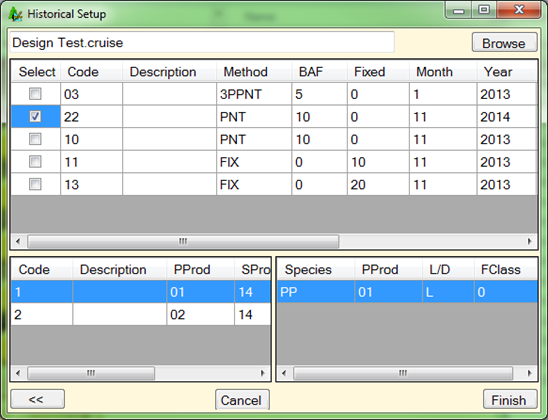 Historical Setup
Design Test.cruise Browse
Select Code Description Method BAF Fixed Month Year
03 3PPNT 5 0 1 2013
22 PNT 10 0 11 2014
10 PNT 10 0 11 2013
11 FIX 0 10 11 2013
13 FIX 0 20 11 2013
Code Description PProd SPro
1 01 14
2 02 14
Species PProd L/D FClass
PP 01 L 0
<< Cancel Finish